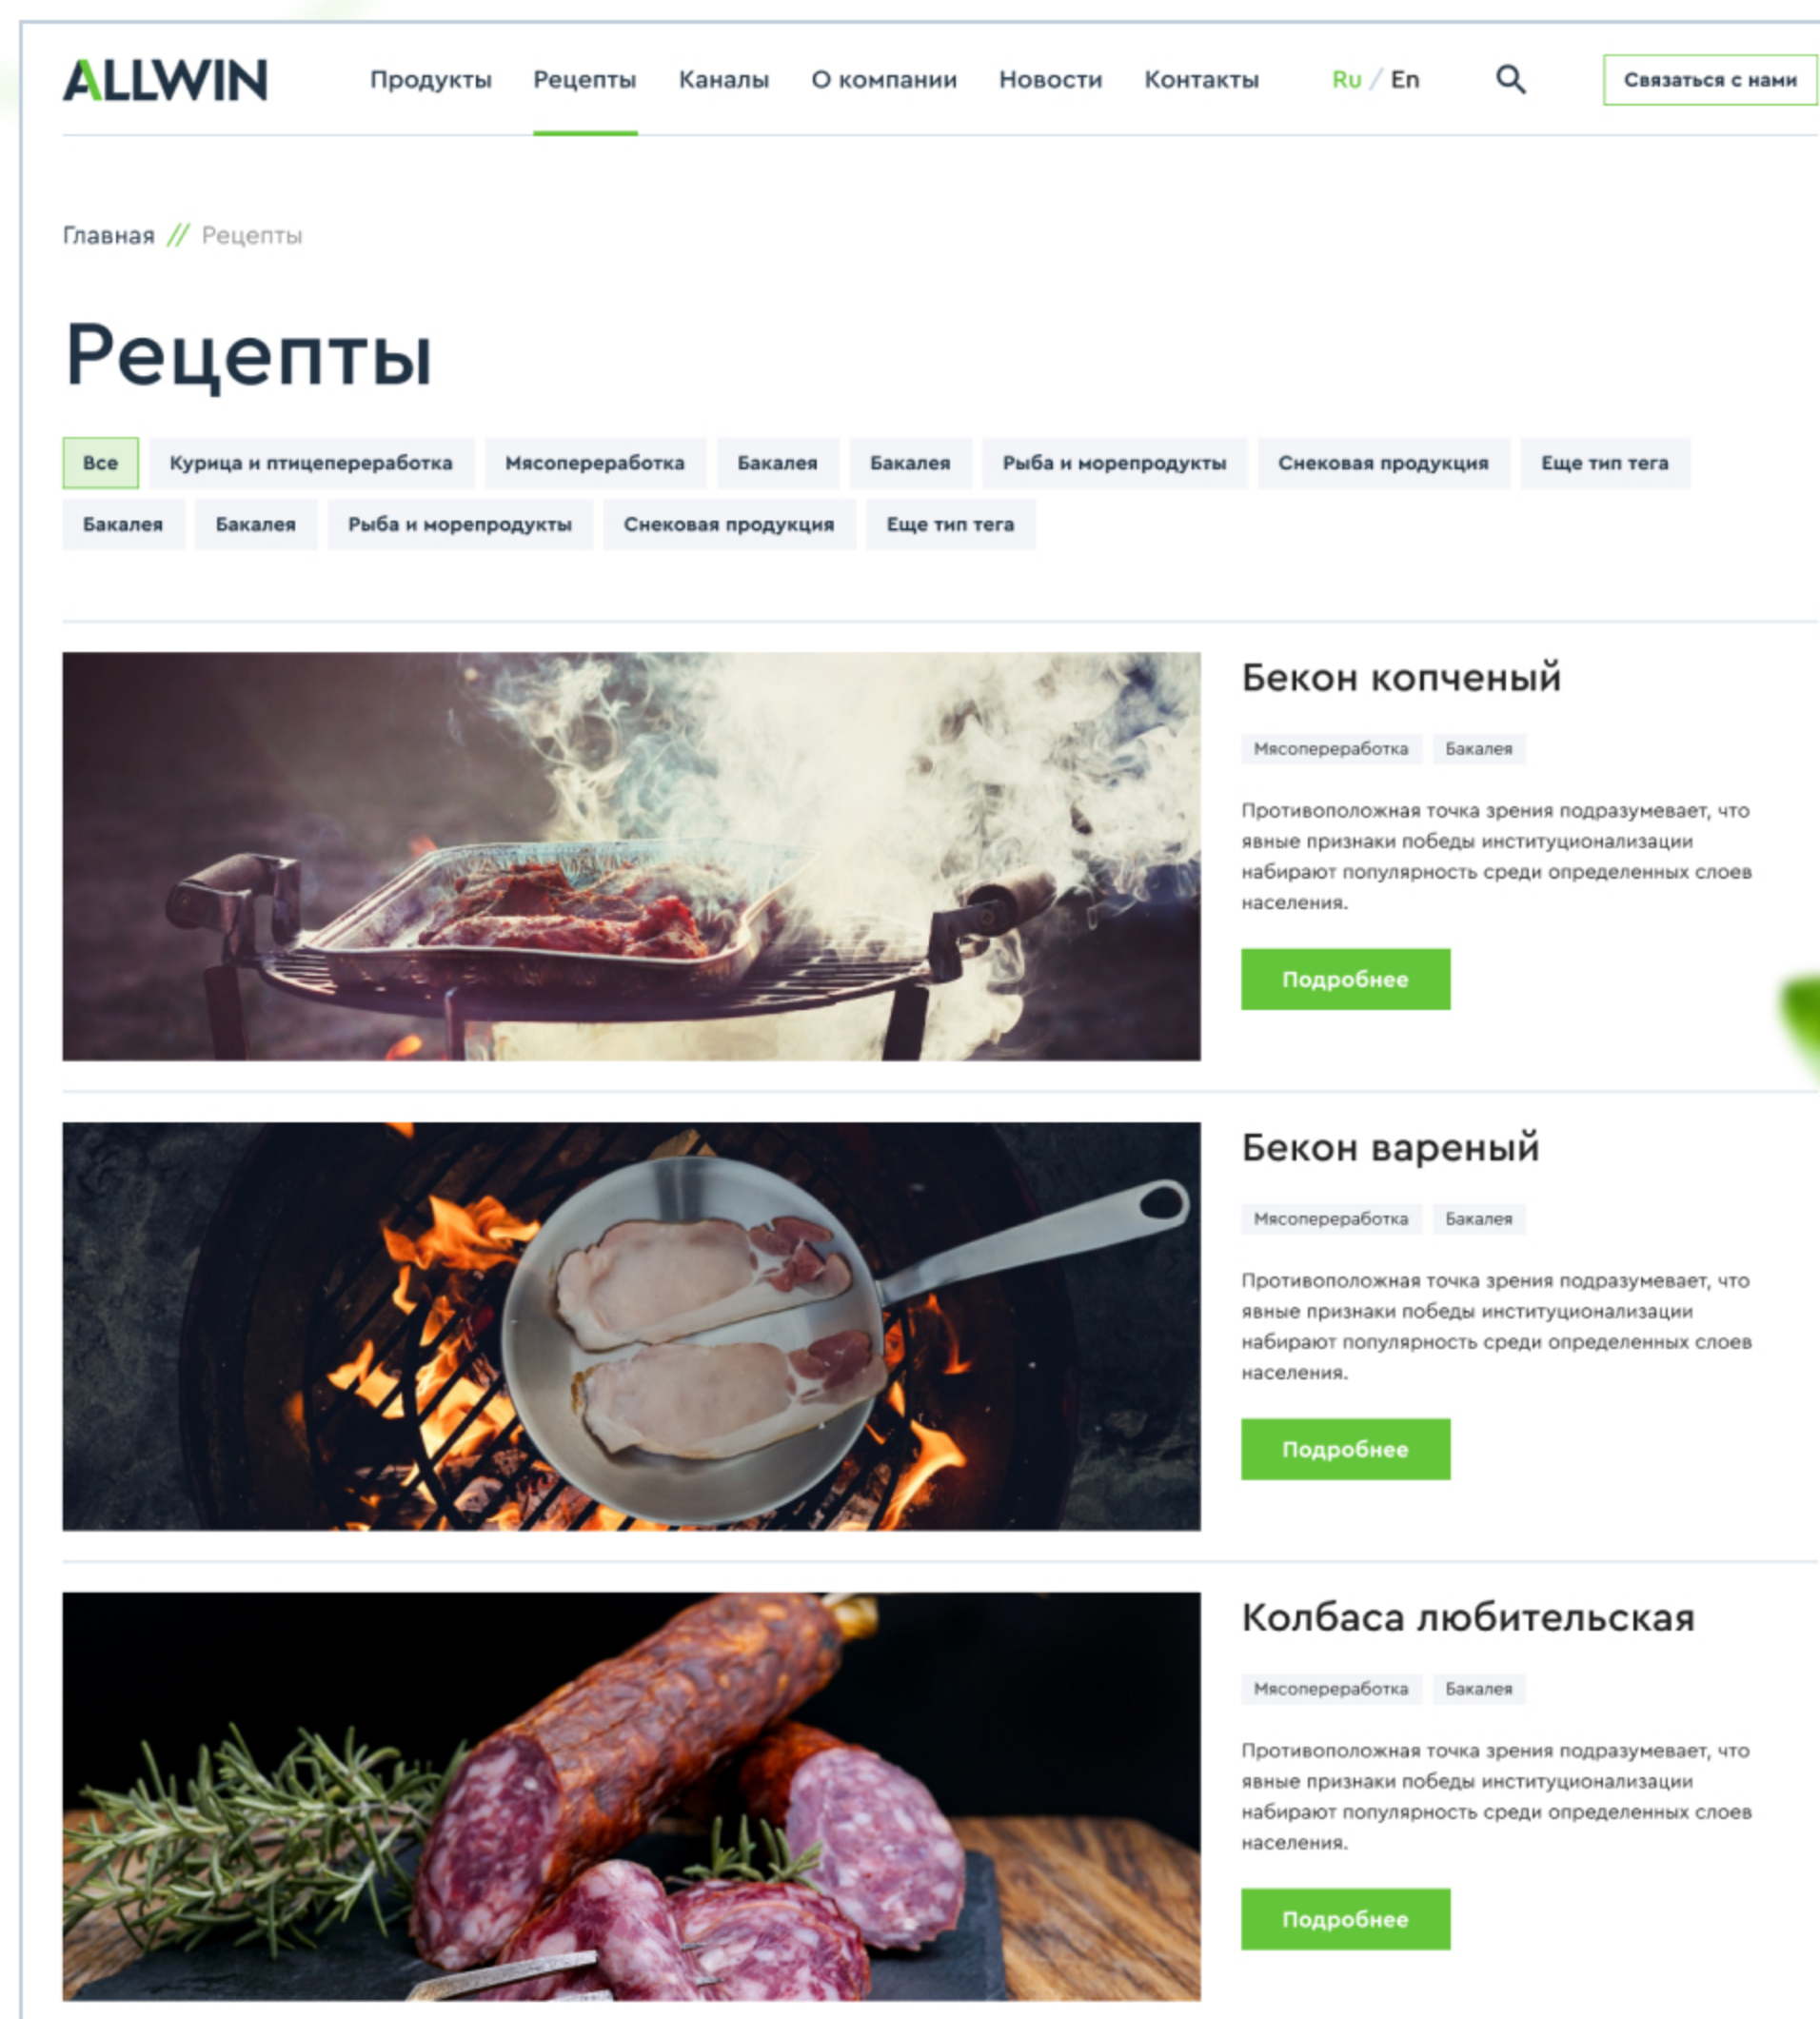 ALLWIN Продукты Рецепты Каналы О компании Новости Контакты Ru / En Связаться с нами
Главная // Рецепты
Рецепты
Все Курица и птицепереработка Мясопереработка Бакалея Бакалея Рыба и морепродукты Снековая продукция Еще тип тега
Бакалея Бакалея Рыба и морепродукты Снековая продукция Еще тип тега
Бекон копченый
Мясопереработка Бакалея
Противоположная точка зрения подразумевает, что
явные признаки победы институционализации
набирают популярность среди определенных слоев
населения.
Подробнее
Бекон вареный
Мясопереработка Бакалея
Противоположная точка зрения подразумевает, что
явные признаки победы институционализации
набирают популярность среди определенных слоев
населения.
Подробнее
Колбаса любительская
Мясопереработка Бакалея
Противоположная точка зрения подразумевает, что
явные признаки победы институционализации
набирают популярность среди определенных слоев
населения.
Подробнее